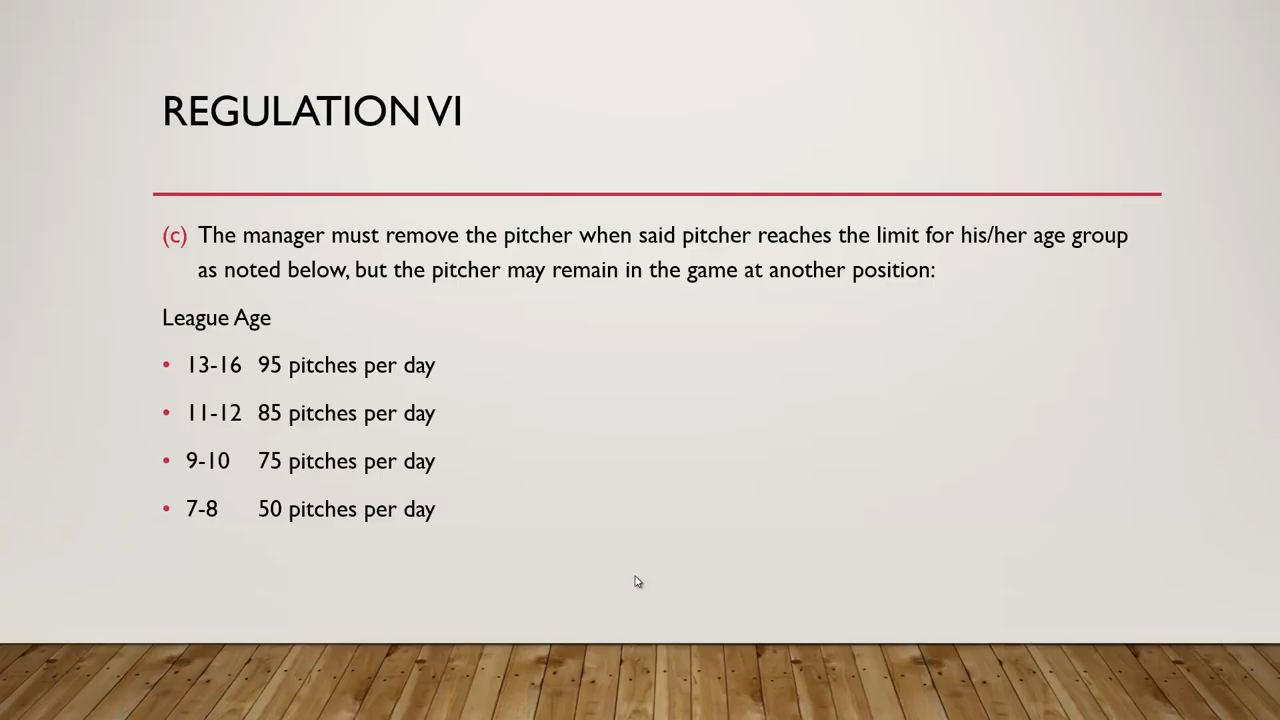 REGULATION VI
(c) The manager must remove the pitcher when said pitcher reaches the limit for his/her age group
as noted below, but the pitcher may remain in the game at another position:
League Age
• 13-16 95 pitches per day
• 11-12 85 pitches per day
• 9-10 75 pitches per day
• 7-8 50 pitches per day